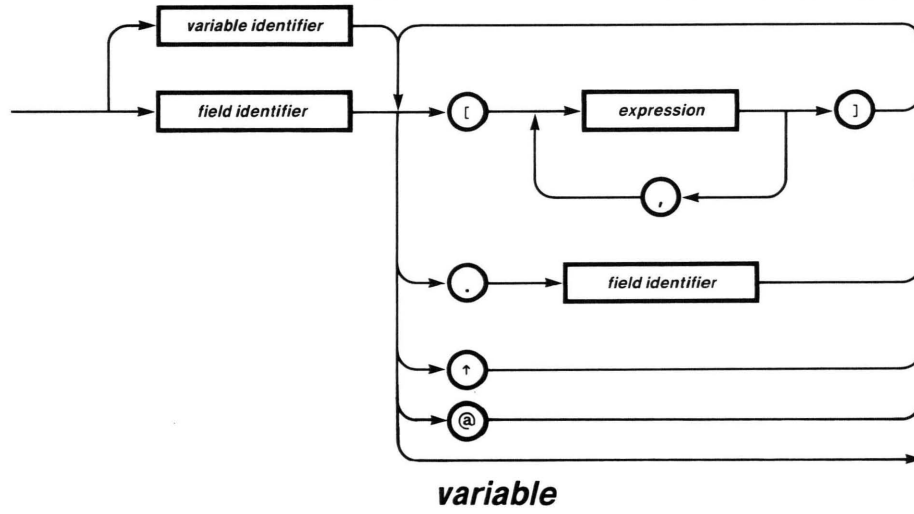 variable identifier
field identifier
[
expression
]
,
.
field identifier
↑
@
variable